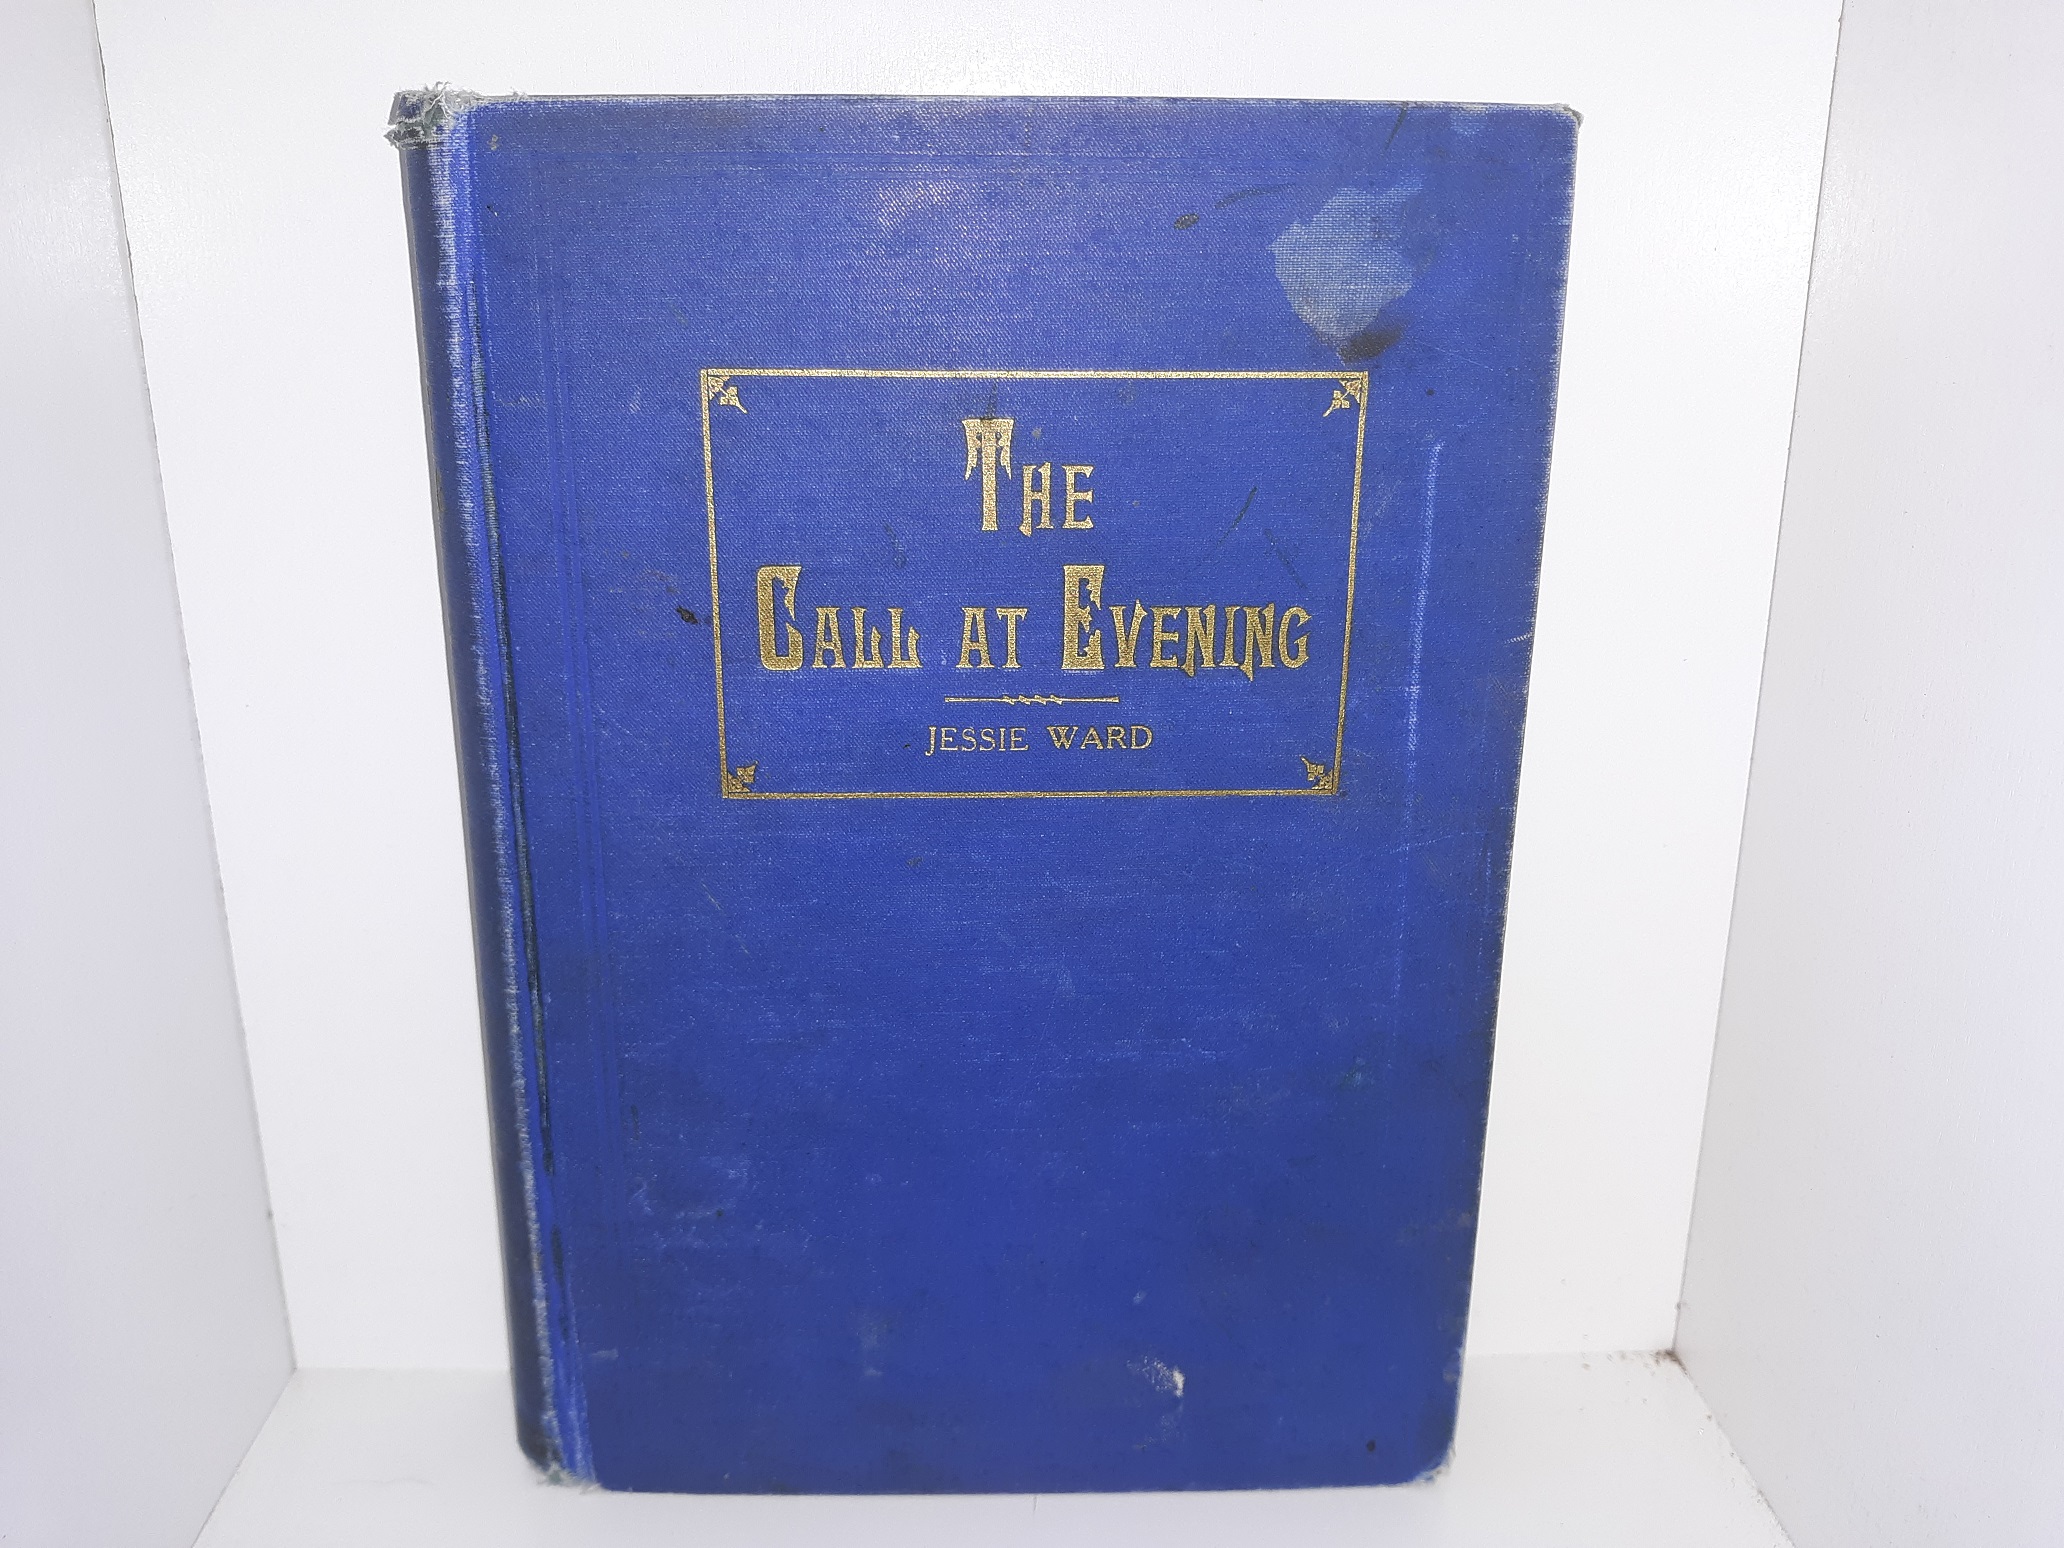 THE
CALL AT EVENING
JESSIE WARD